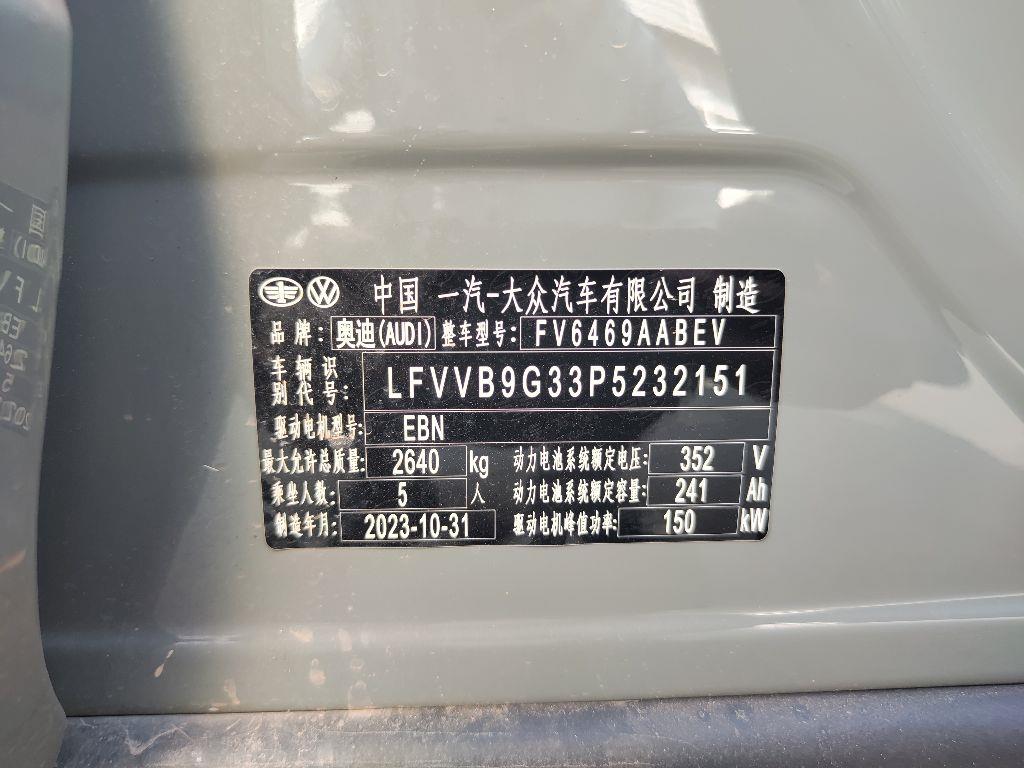 中国 一汽-大众汽车有限公司 制造
品牌: 奥迪(AUDI) 整车型号: FV6469AABEV
车辆识别代号: LFVVB9G33P5232151
驱动电机型号: EBN
最大允许总质量: 2640 kg 动力电池系统额定电压: 352 V
乘坐人数: 5 人 动力电池系统额定容量: 241 Ah
制造年月: 2023-10-31 驱动电机峰值功率: 150 kW